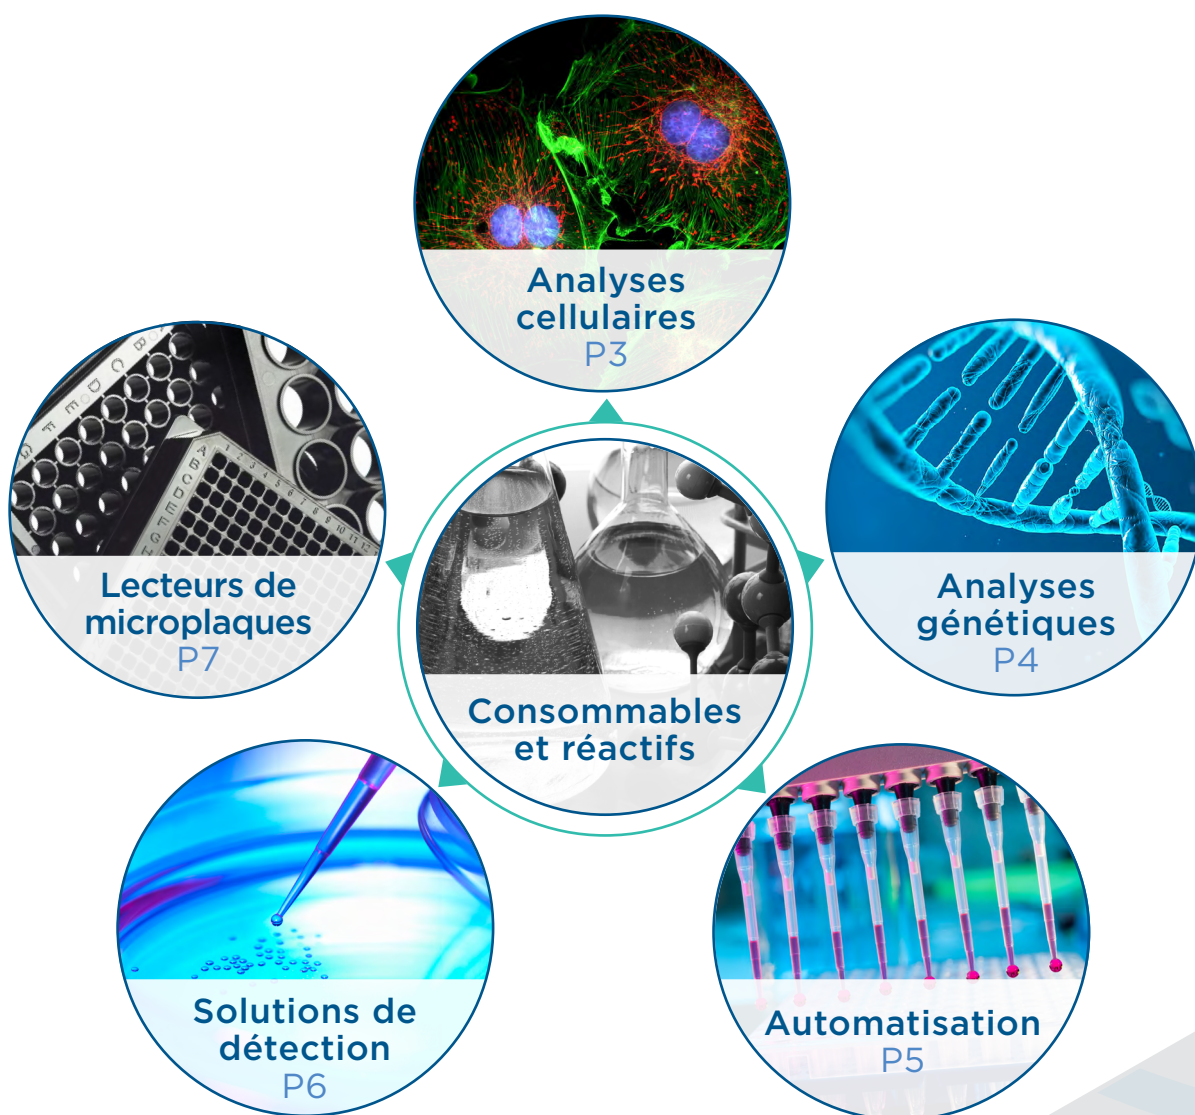 Analyses
cellulaires
P3
Lecteurs de
microplaques
P7
Analyses
génétiques
P4
Consommables
et réactifs
Solutions de
détection
P6
Automatisation
P5